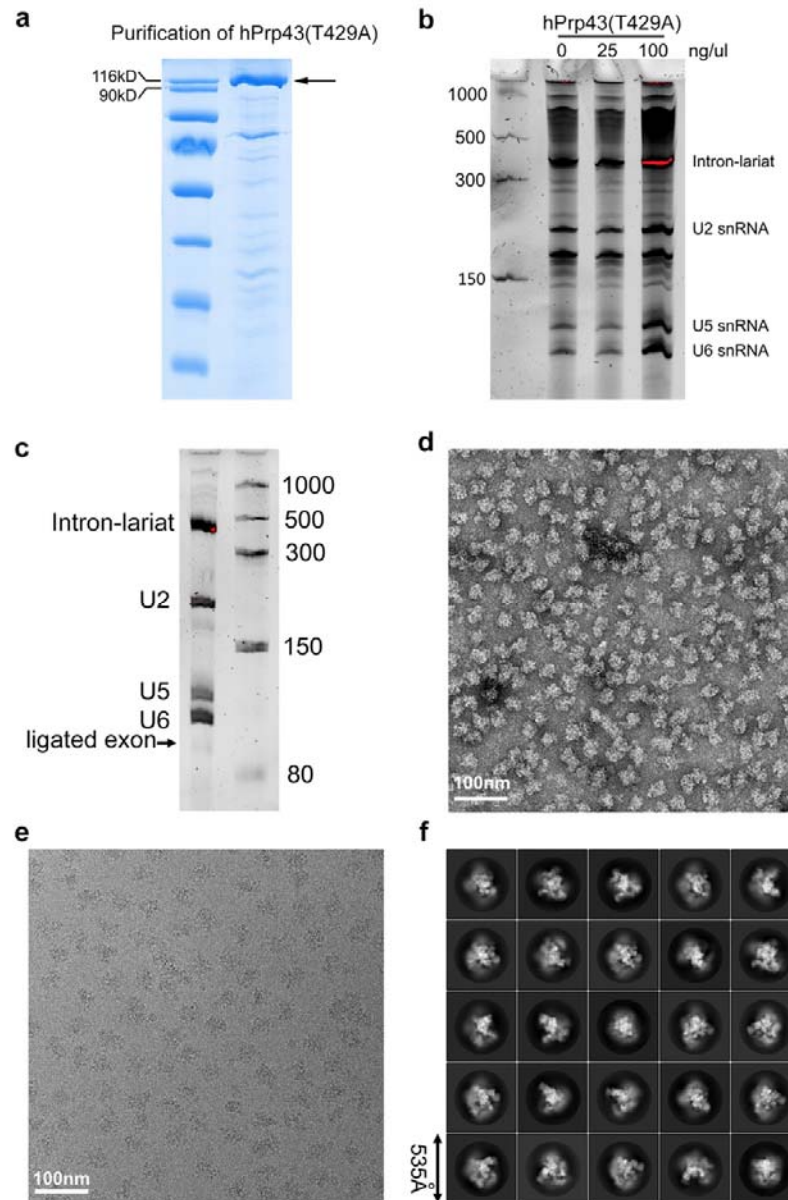 a
Purification of hPrp43(T429A)
116kD
90kD
b
hPrp43(T429A)
0 25 100 ng/ul
1000
500
300
150
Intron-lariat
U2 snRNA
U5 snRNA
U6 snRNA
c
Intron-lariat
U2
U5
U6
ligated exon
1000
500
300
150
80
d
100nm
e
100nm
f
535Å